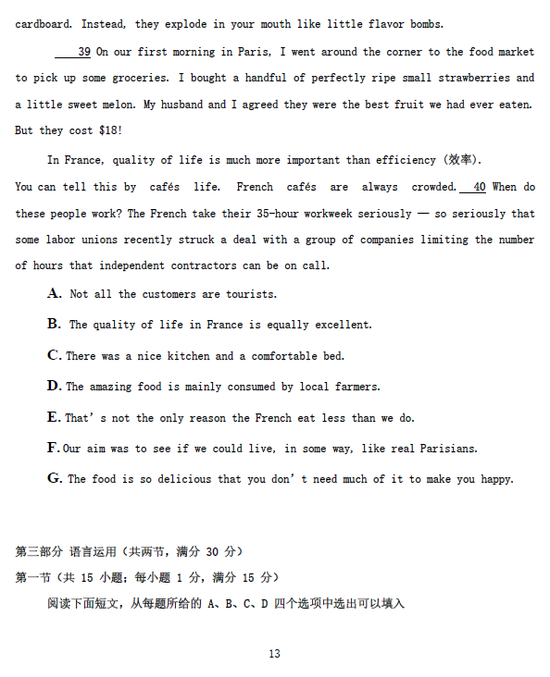 cardboard. Instead, they explode in your mouth like little flavor bombs.
39 On our first morning in Paris, I went around the corner to the food market
to pick up some groceries. I bought a handful of perfectly ripe small strawberries and
a little sweet melon. My husband and I agreed they were the best fruit we had ever eaten.
But they cost $18!
In France, quality of life is much more important than efficiency (效率).
You can tell this by cafés life. French cafés are always crowded. 40 When do
these people work? The French take their 35-hour workweek seriously — so seriously that
some labor unions recently struck a deal with a group of companies limiting the number
of hours that independent contractors can be on call.
A. Not all the customers are tourists.
B. The quality of life in France is equally excellent.
C. There was a nice kitchen and a comfortable bed.
D. The amazing food is mainly consumed by local farmers.
E. That's not the only reason the French eat less than we do.
F. Our aim was to see if we could live, in some way, like real Parisians.
G. The food is so delicious that you don't need much of it to make you happy.
第三部分 语言运用（共两节，满分 30 分）
第一节（共 15 小题；每小题 1 分，满分 15 分）
阅读下面短文，从每题所给的 A、B、C、D 四个选项中选出可以填入
13